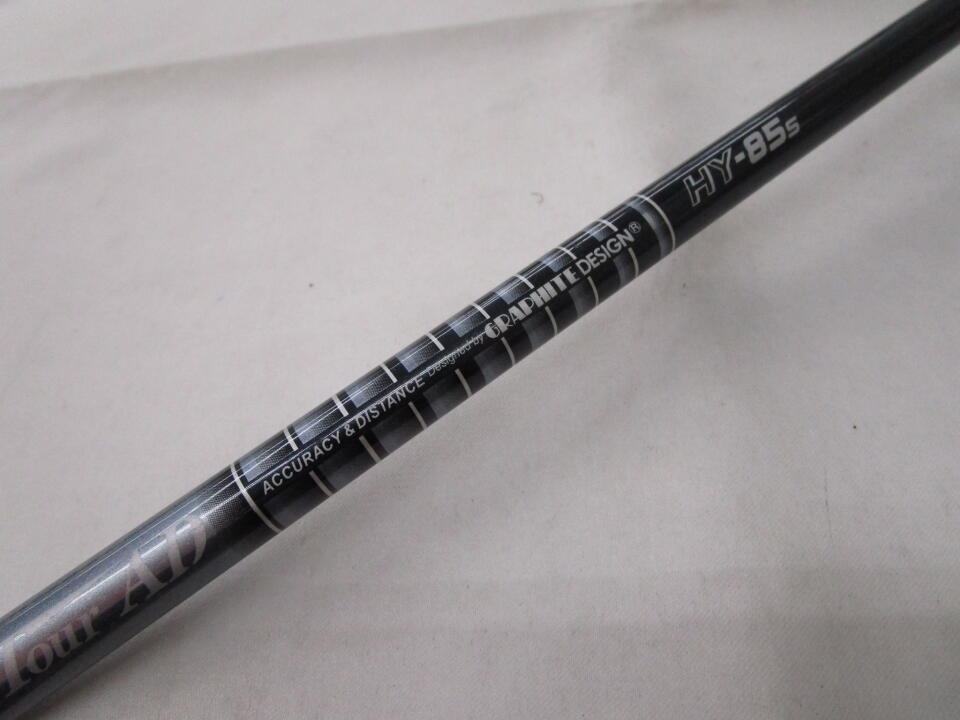 Tour AD
ACCURACY & DISTANCE Designed by GRAPHITE DESIGN®
HY-85s